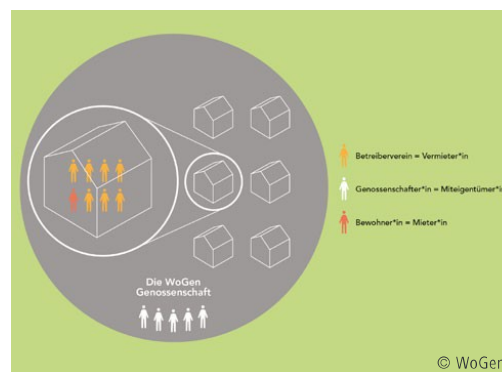 Betreiberverein = Vermieter*in
Genossenschafter*in = Miteigentümer*in
Bewohner*in = Mieter*in
Die WoGen
Genossenschaft
© WoGen